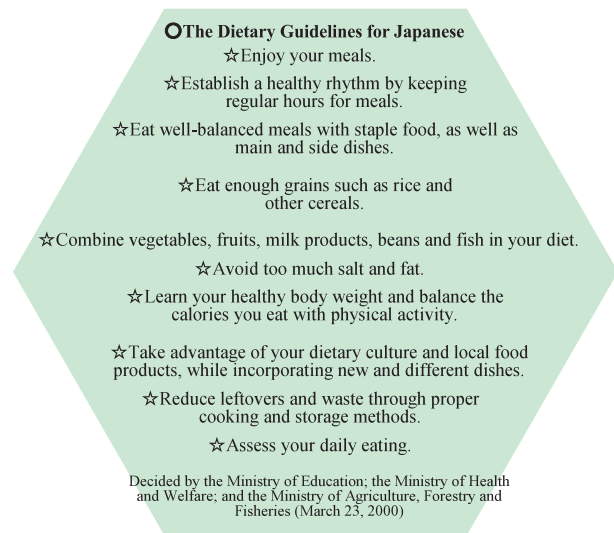 ○The Dietary Guidelines for Japanese
☆Enjoy your meals.
☆Establish a healthy rhythm by keeping
regular hours for meals.
☆Eat well-balanced meals with staple food, as well as
main and side dishes.
☆Eat enough grains such as rice and
other cereals.
☆Combine vegetables, fruits, milk products, beans and fish in your diet.
☆Avoid too much salt and fat.
☆Learn your healthy body weight and balance the
calories you eat with physical activity.
☆Take advantage of your dietary culture and local food
products, while incorporating new and different dishes.
☆Reduce leftovers and waste through proper
cooking and storage methods.
☆Assess your daily eating.
Decided by the Ministry of Education; the Ministry of Health
and Welfare; and the Ministry of Agriculture, Forestry and
Fisheries (March 23, 2000)